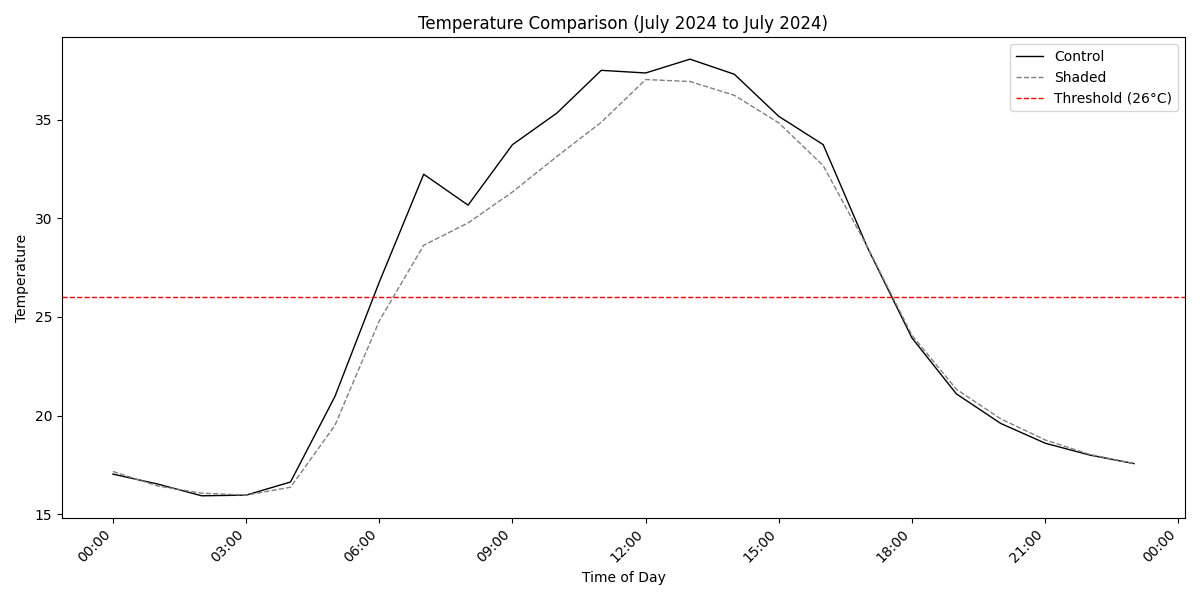 Temperature Comparison (July 2024 to July 2024)
Control
Shaded
Threshold (26°C)
Temperature
35
30
25
20
15
00:00
03:00
06:00
09:00
12:00
15:00
18:00
21:00
00:00
Time of Day